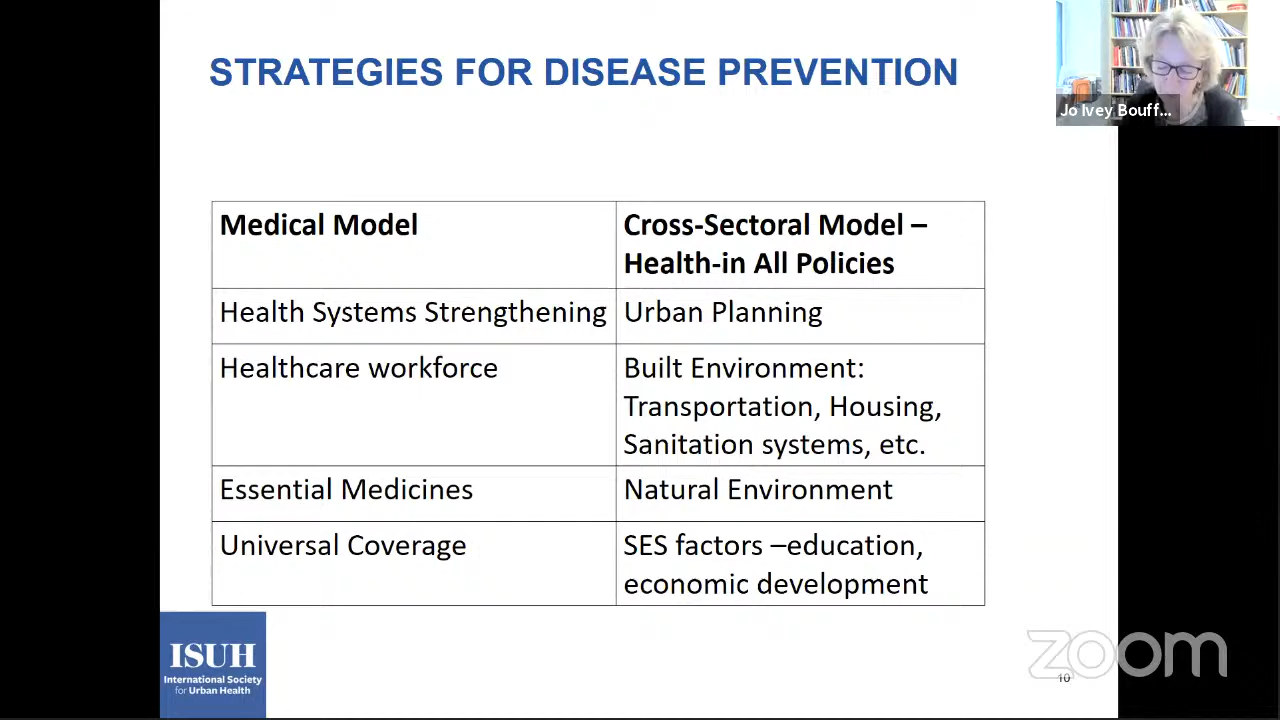 STRATEGIES FOR DISEASE PREVENTION
Jo Ivey Bouff...
Medical Model
Cross-Sectoral Model –
Health-in All Policies
Health Systems Strengthening
Urban Planning
Healthcare workforce
Built Environment:
Transportation, Housing,
Sanitation systems, etc.
Essential Medicines
Natural Environment
Universal Coverage
SES factors –education,
economic development
ISUH
International Society
for Urban Health
zoom
10